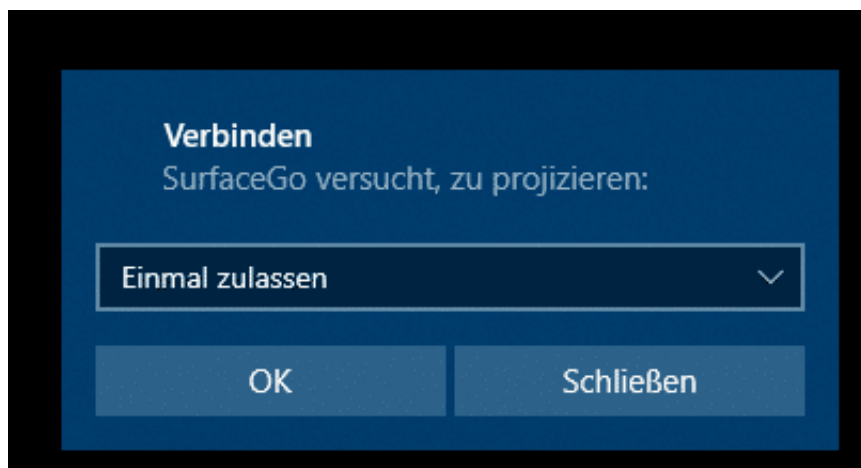 Verbinden
SurfaceGo versucht, zu projizieren:
Einmal zulassen
OK
Schließen